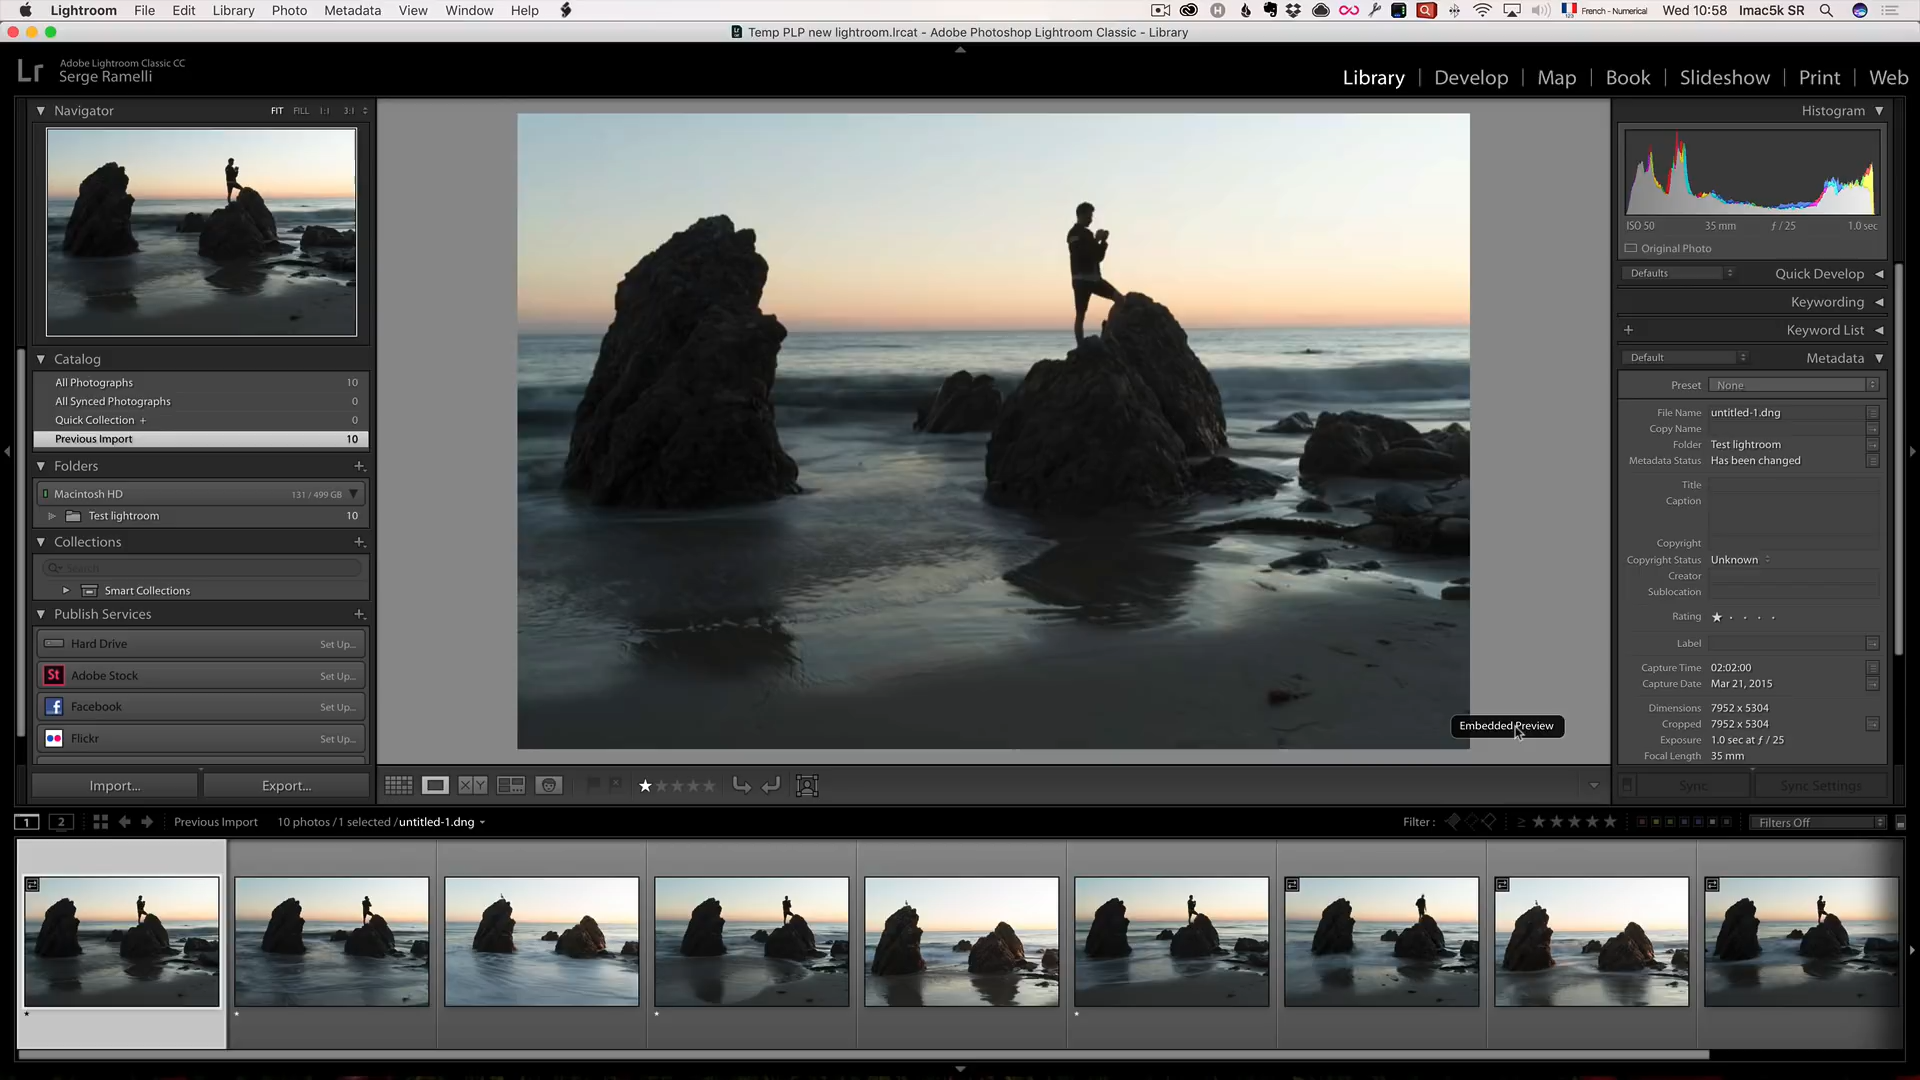 Lightroom File Edit Library Photo Metadata View Window Help
French - Numerical Wed 10:58 Imac5k SR
Temp PLP new lightroom.lrcat - Adobe Photoshop Lightroom Classic - Library
Lr Adobe Lightroom Classic CC
Serge Ramelli
Library | Develop | Map | Book | Slideshow | Print | Web
Navigator FIT FILL 1:1 3:1
Catalog
All Photographs 10
All Synced Photographs 0
Quick Collection + 0
Previous Import 10
Folders
Macintosh HD 131 / 499 GB
Test lightroom 10
Collections
Search
Smart Collections
Publish Services
Hard Drive Set Up...
St Adobe Stock Set Up...
Facebook Set Up...
Flickr Set Up...
Import... Export...
Embedded Preview
Histogram
ISO 50 35 mm ƒ / 25 1.0 sec
Original Photo
Defaults Quick Develop
Keywording
+ Keyword List
Default Metadata
Preset None
File Name untitled-1.dng
Copy Name
Folder Test lightroom
Metadata Status Has been changed
Title
Caption
Copyright
Copyright Status Unknown
Creator
Sublocation
Rating
Label
Capture Time 02:02:00
Capture Date Mar 21, 2015
Dimensions 7952 x 5304
Cropped 7952 x 5304
Exposure 1.0 sec at ƒ / 25
Focal Length 35 mm
Sync Sync Settings
1 2 Previous Import 10 photos / 1 selected / untitled-1.dng
Filter : Filters Off